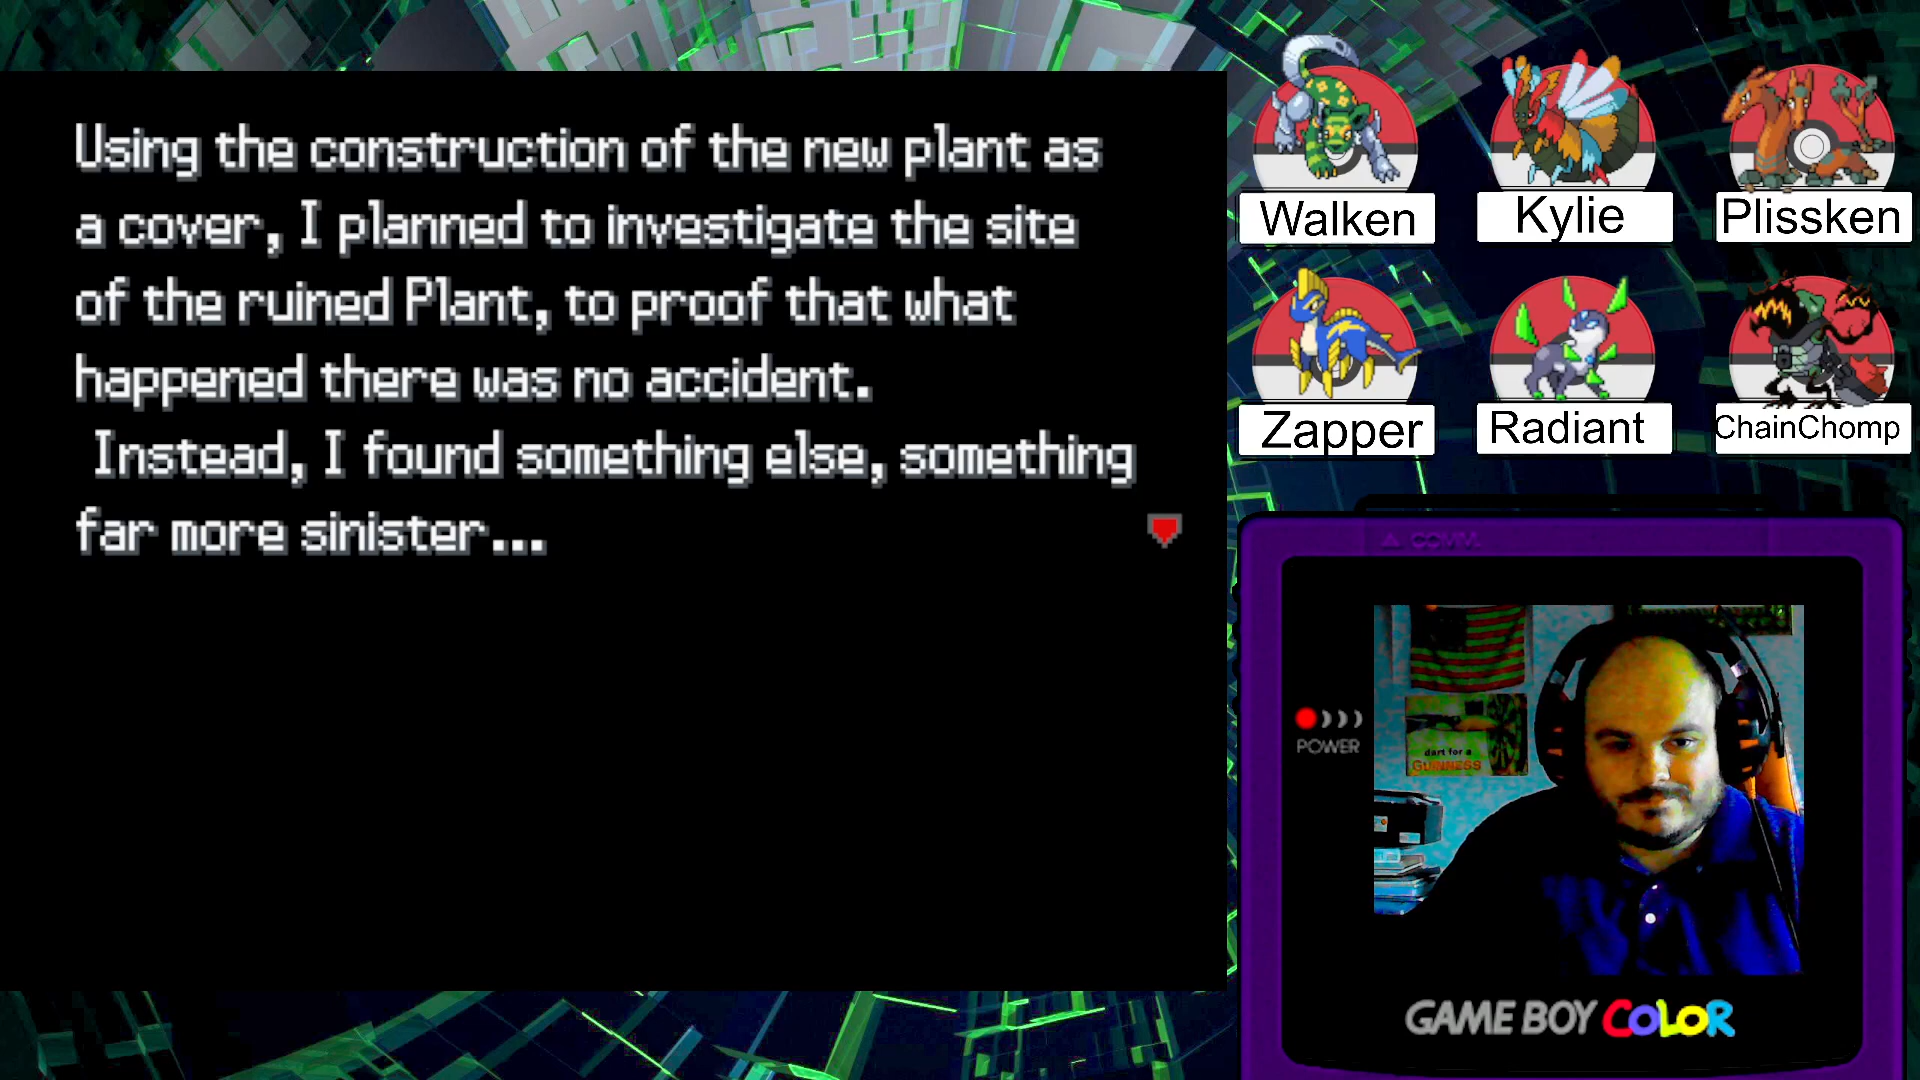 Using the construction of the new plant as
a cover, I planned to investigate the site
of the ruined Plant, to proof that what
happened there was no accident.
Instead, I found something else, something
far more sinister...
Walken
Kylie
Plissken
Zapper
Radiant
ChainChomp
COMM.
POWER
dart for a
GUINNESS
GAME BOY COLOR